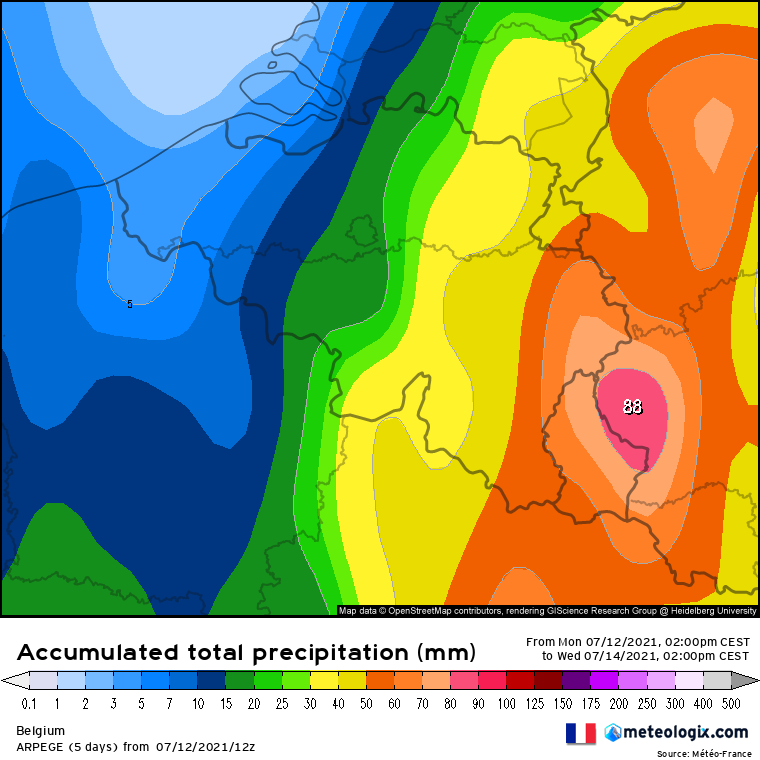 5
88
Map data © OpenStreetMap contributors, rendering GIScience Research Group @ Heidelberg University
Accumulated total precipitation (mm)
From Mon 07/12/2021, 02:00pm CEST
to Wed 07/14/2021, 02:00pm CEST
0.1 1 2 3 5 7 10 15 20 25 30 40 50 60 70 80 90 100 125 150 175 200 250 300 400 500
Belgium
ARPEGE (5 days) from 07/12/2021/12z
meteologix.com
Source: Météo-France